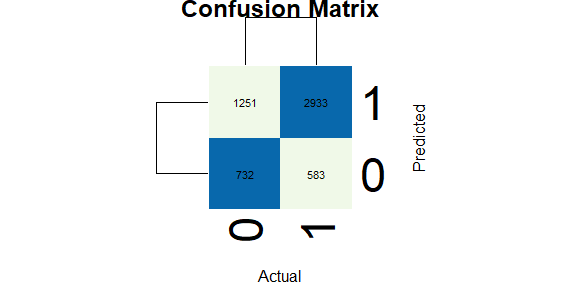 Confusion Matrix
1251 2933 1
732 583 0
Predicted
0 1
Actual